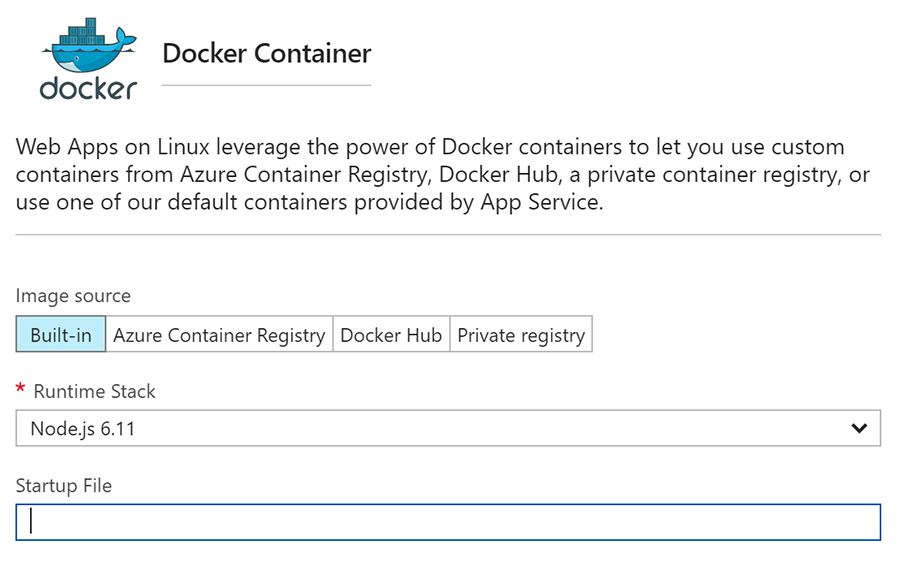 docker
Docker Container
Web Apps on Linux leverage the power of Docker containers to let you use custom
containers from Azure Container Registry, Docker Hub, a private container registry, or
use one of our default containers provided by App Service.
Image source
Built-in Azure Container Registry Docker Hub Private registry
* Runtime Stack
Node.js 6.11
Startup File